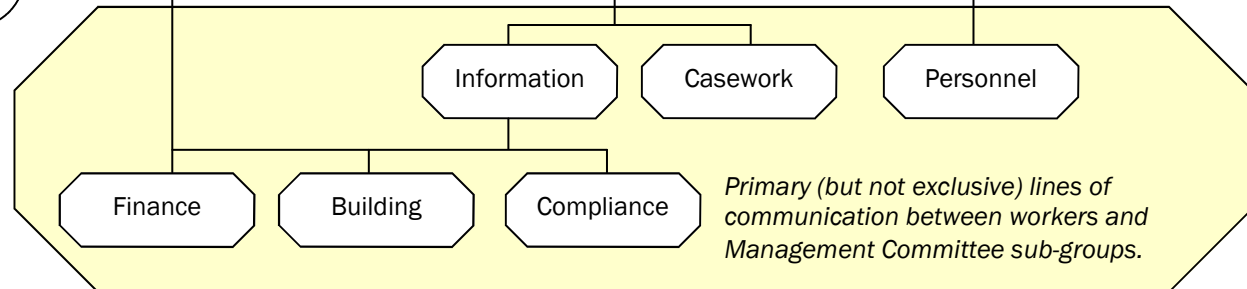 Information
Casework
Personnel
Finance
Building
Compliance
Primary (but not exclusive) lines of
communication between workers and
Management Committee sub-groups.